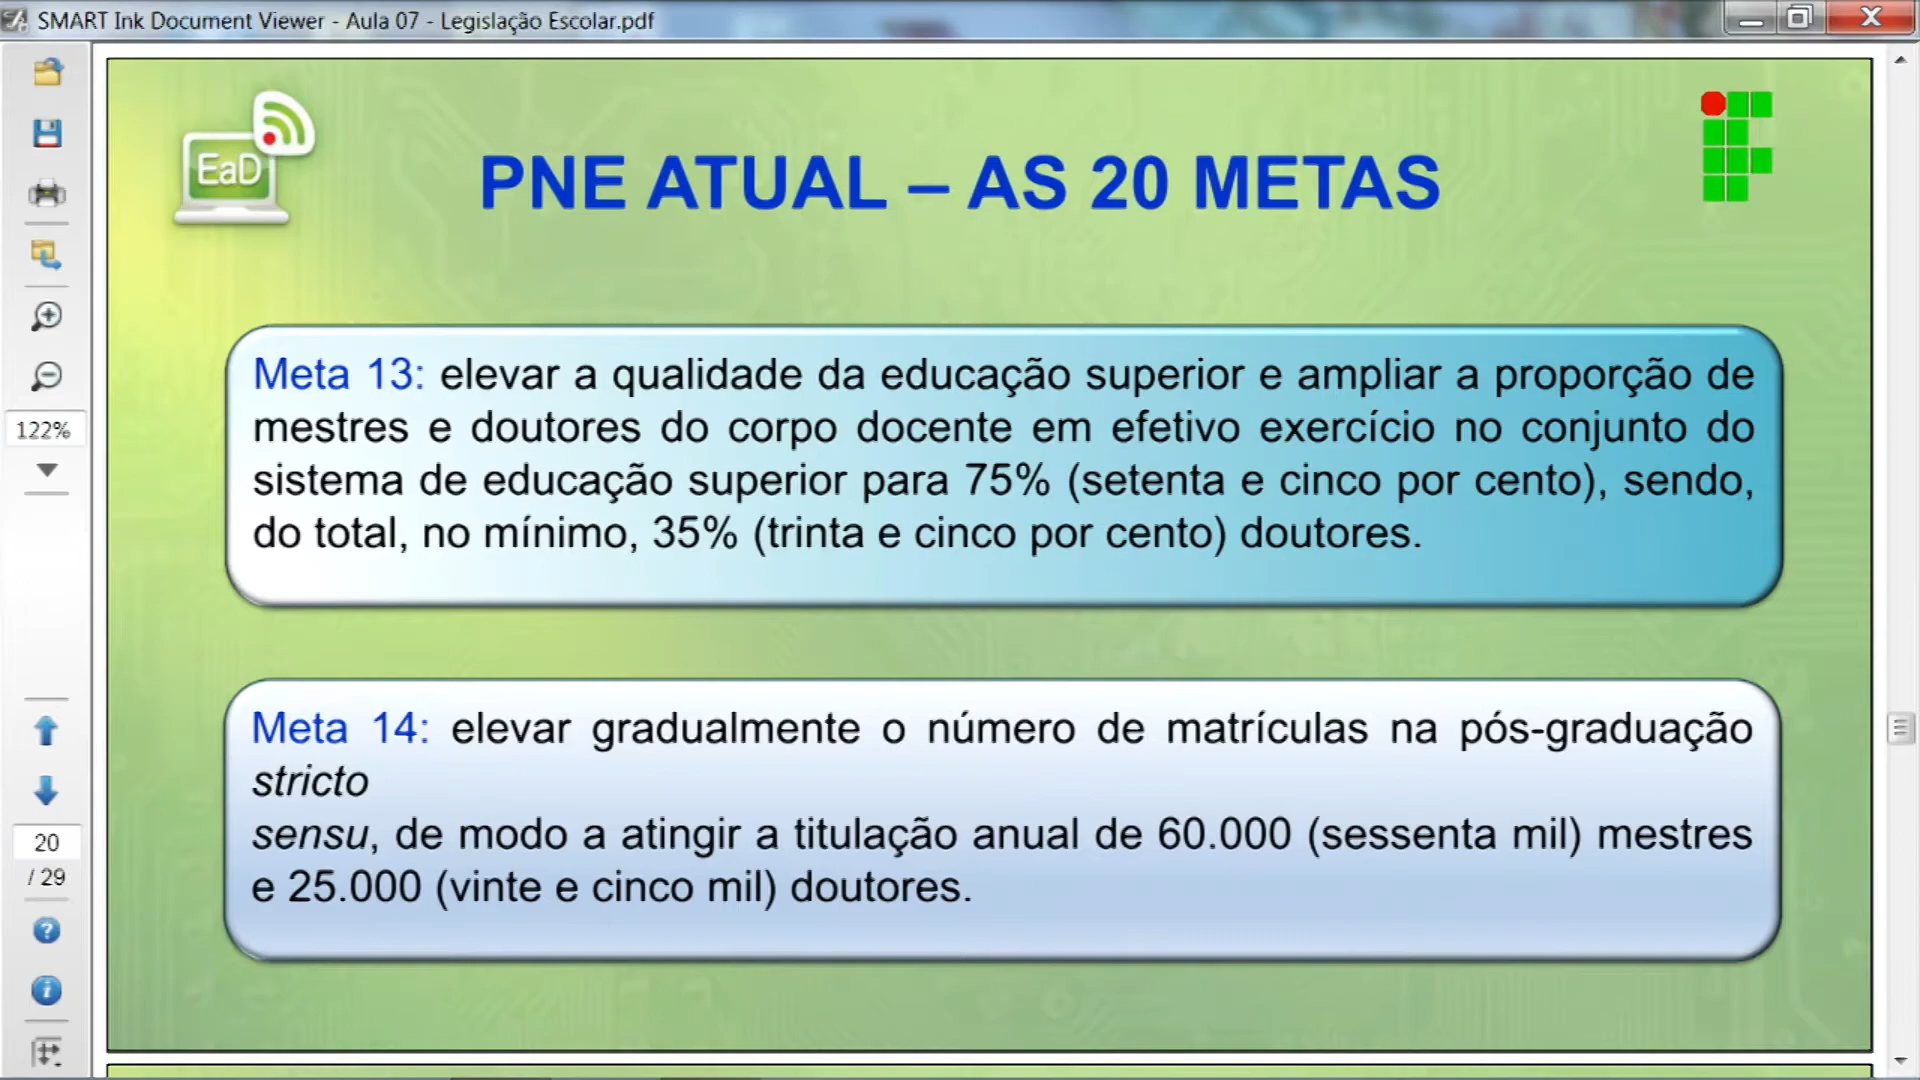 SMART Ink Document Viewer - Aula 07 - Legislação Escolar.pdf
EaD
PNE ATUAL – AS 20 METAS
Meta 13: elevar a qualidade da educação superior e ampliar a proporção de
mestres e doutores do corpo docente em efetivo exercício no conjunto do
sistema de educação superior para 75% (setenta e cinco por cento), sendo,
do total, no mínimo, 35% (trinta e cinco por cento) doutores.
122%
Meta 14: elevar gradualmente o número de matrículas na pós-graduação
stricto
sensu, de modo a atingir a titulação anual de 60.000 (sessenta mil) mestres
e 25.000 (vinte e cinco mil) doutores.
20
/ 29